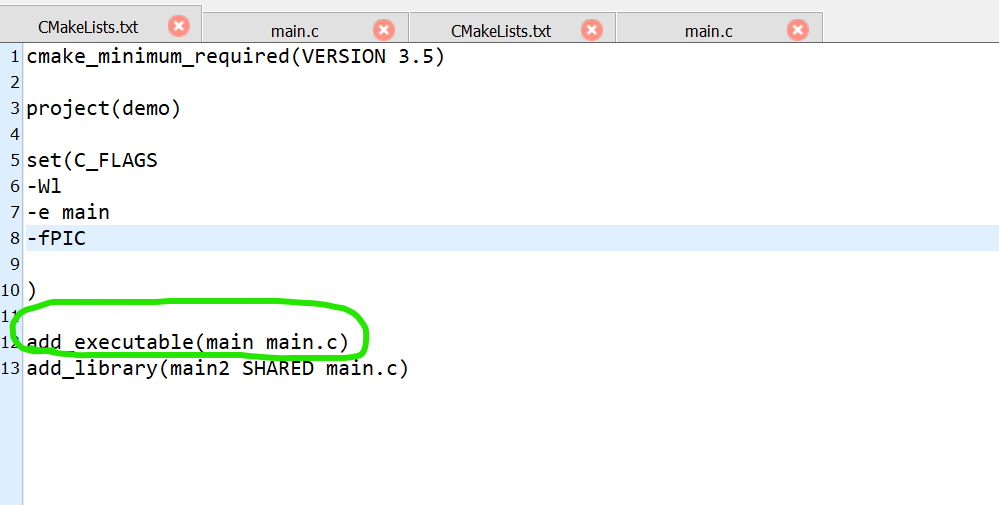 CMakeLists.txt main.c CMakeLists.txt main.c
1 cmake_minimum_required(VERSION 3.5)
2
3 project(demo)
4
5 set(C_FLAGS
6 -Wl
7 -e main
8 -fPIC
9
10 )
11
12 add_executable(main main.c)
13 add_library(main2 SHARED main.c)